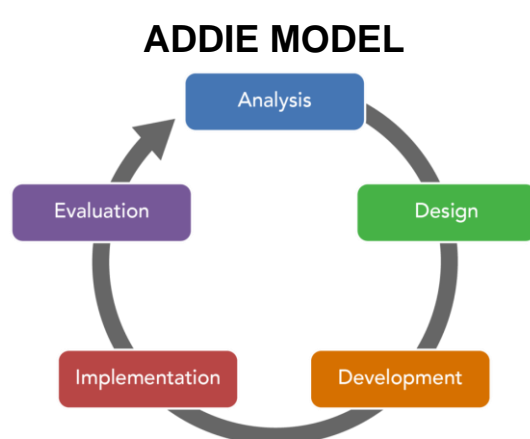 ADDIE MODEL
Analysis
Design
Development
Implementation
Evaluation